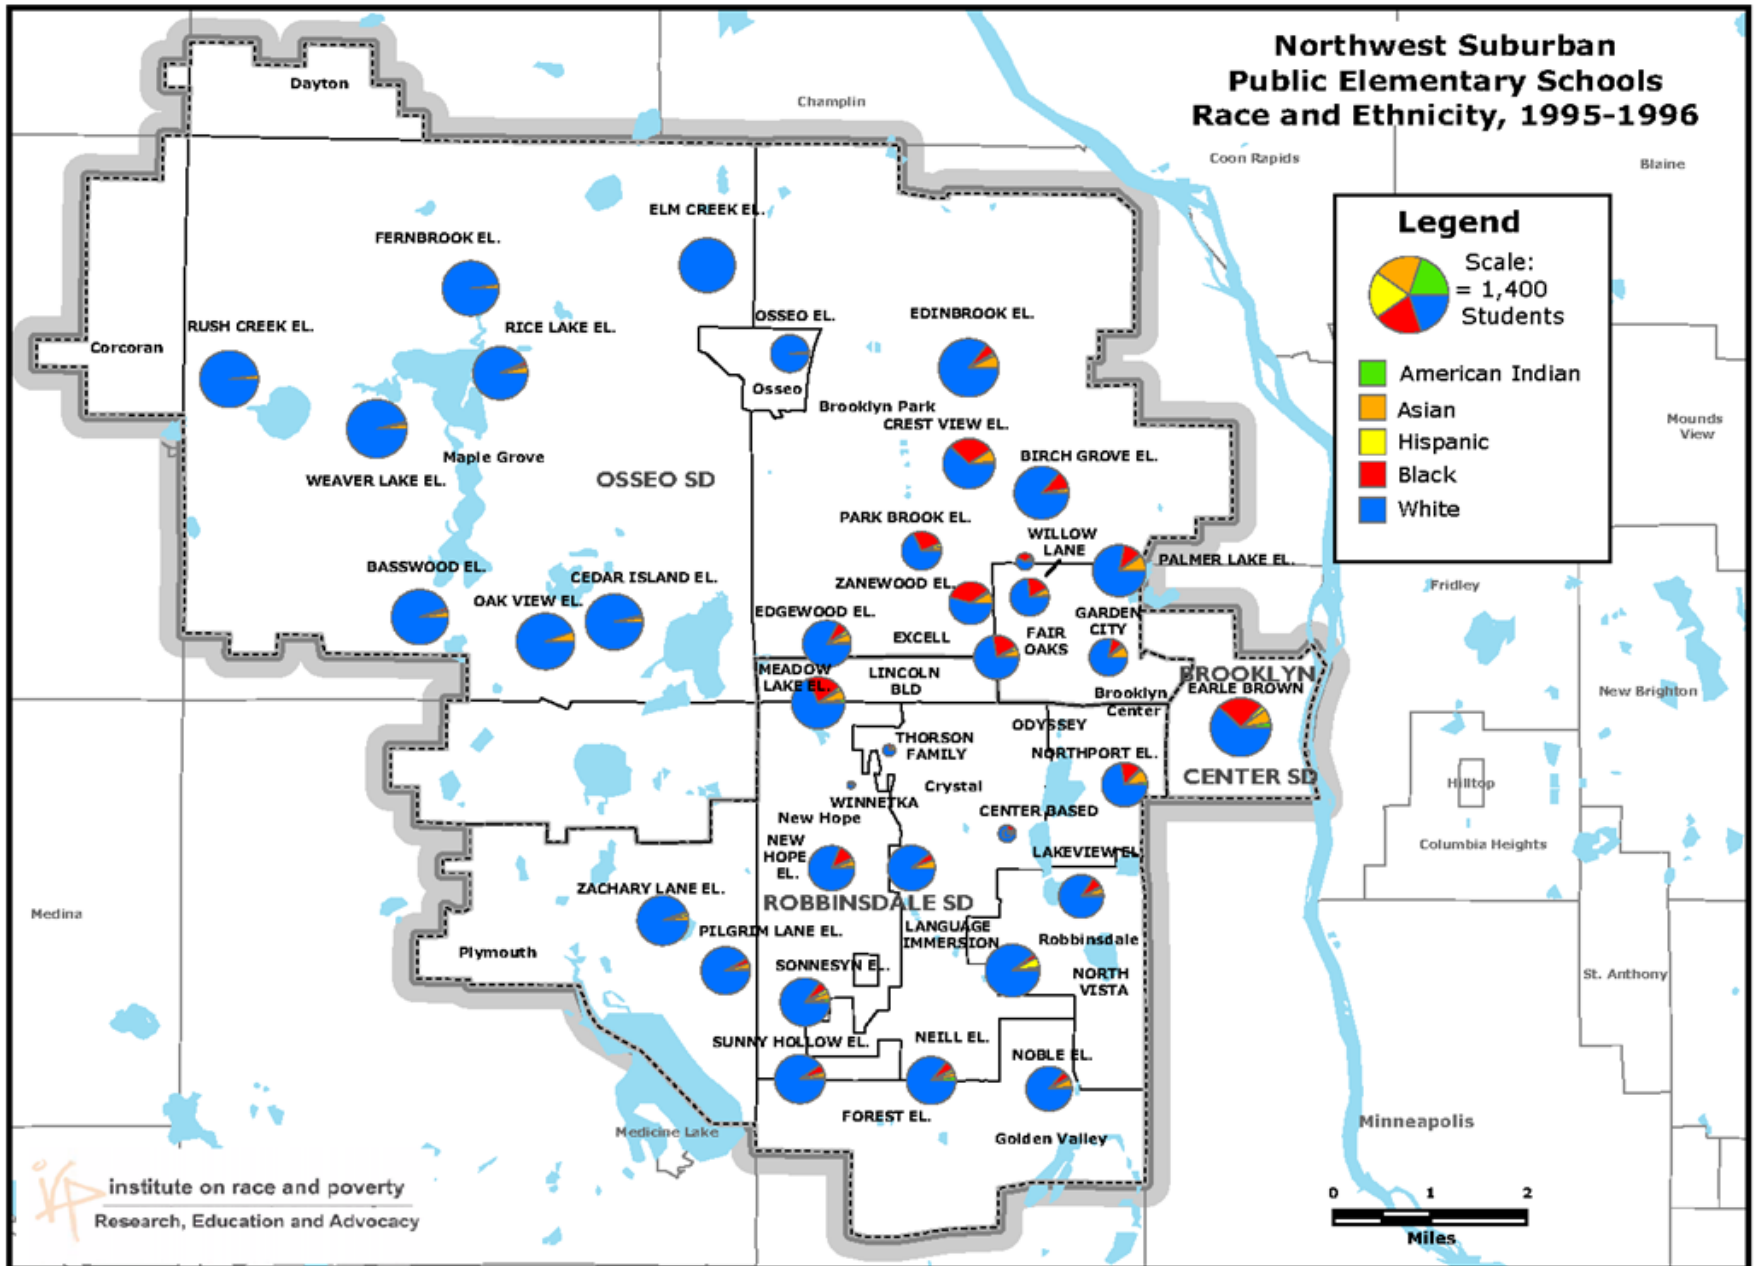 Northwest Suburban
Public Elementary Schools
Race and Ethnicity, 1995-1996
Dayton
Champlin
Coon Rapids
Blaine
Legend
Scale:
= 1,400
Students
American Indian
Asian
Hispanic
Black
White
ELM CREEK EL.
FERNBROOK EL.
RUSH CREEK EL.
RICE LAKE EL.
OSSEO EL.
EDINBROOK EL.
Corcoran
Osseo
Brooklyn Park
CREST VIEW EL.
Mounds
View
Maple Grove
BIRCH GROVE EL.
WEAVER LAKE EL.
OSSEO SD
PARK BROOK EL.
WILLOW
LANE
PALMER LAKE EL.
BASSWOOD EL.
CEDAR ISLAND EL.
ZANEWOOD EL.
Fridley
OAK VIEW EL.
EDGEWOOD EL.
GARDEN
CITY
EXCELL
FAIR
OAKS
MEADOW
LAKE EL.
LINCOLN
BLD
BROOKLYN
EARLE BROWN
New Brighton
Brooklyn
Center
ODYSSEY
THORSON
FAMILY
NORTHPORT EL.
CENTER SD
Hilltop
Crystal
WINNETKA
CENTER BASED
New Hope
NEW
HOPE
EL.
LAKEVIEW EL.
Columbia Heights
ZACHARY LANE EL.
ROBBINSDALE SD
Medina
PILGRIM LANE EL.
LANGUAGE
IMMERSION
Robbinsdale
Plymouth
SONNESYN EL.
NORTH
VISTA
St. Anthony
SUNNY HOLLOW EL.
NEILL EL.
NOBLE EL.
FOREST EL.
Medicine Lake
Golden Valley
Minneapolis
irp
institute on race and poverty
Research, Education and Advocacy
0 1 2
Miles